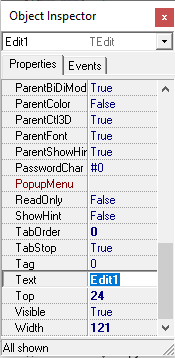 Object Inspector
Edit1 TEdit
Properties Events
ParentBiDiMod True
ParentColor False
ParentCtl3D True
ParentFont True
ParentShowHin True
PasswordChar #0
PopupMenu
ReadOnly False
ShowHint False
TabOrder 0
TabStop True
Tag 0
Text Edit1
Top 24
Visible True
Width 121
All shown